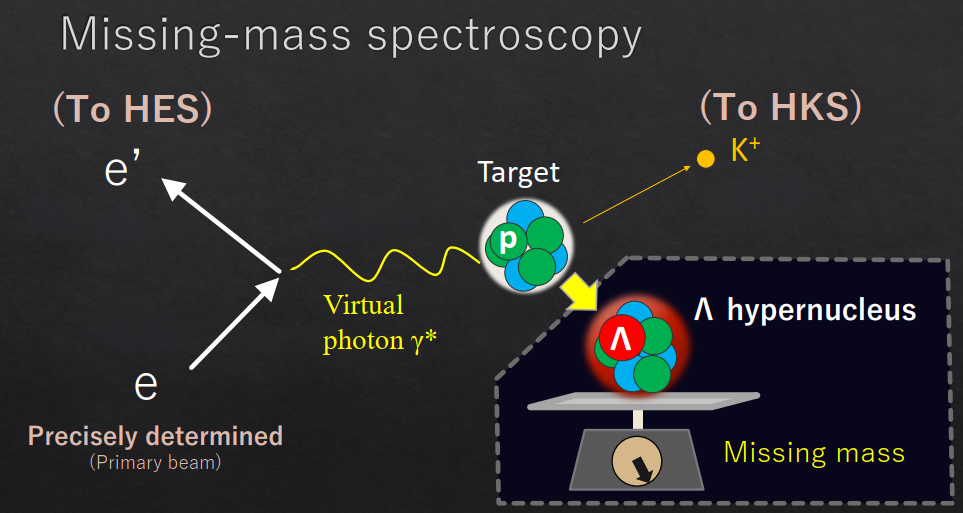 Missing-mass spectroscopy
(To HES)
(To HKS)
e’
K+
Target
p
Virtual
photon γ*
Λ hypernucleus
Λ
e
Precisely determined
(Primary beam)
Missing mass